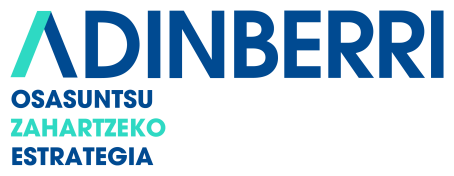 ADINBERRI
OSASUNTSU
ZAHARTZEKO
ESTRATEGIA